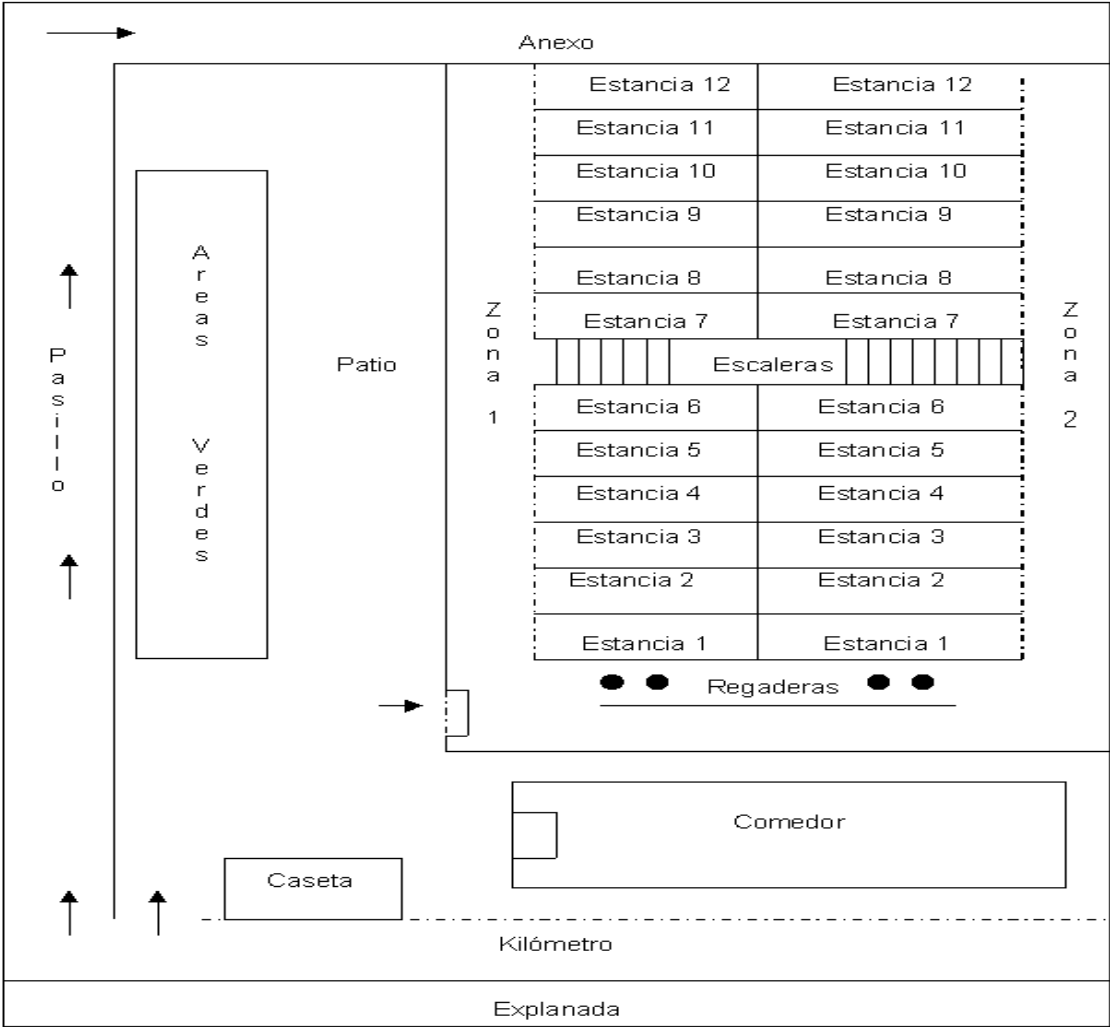 Anexo
Estancia 12 Estancia 12
Estancia 11 Estancia 11
Estancia 10 Estancia 10
Estancia 9 Estancia 9
Estancia 8 Estancia 8
Estancia 7 Estancia 7
Pasillo
Areas Verdes
Patio
Zona 1
Escaleras
Zona 2
Estancia 6 Estancia 6
Estancia 5 Estancia 5
Estancia 4 Estancia 4
Estancia 3 Estancia 3
Estancia 2 Estancia 2
Estancia 1 Estancia 1
Regaderas
Comedor
Caseta
Kilómetro
Explanada